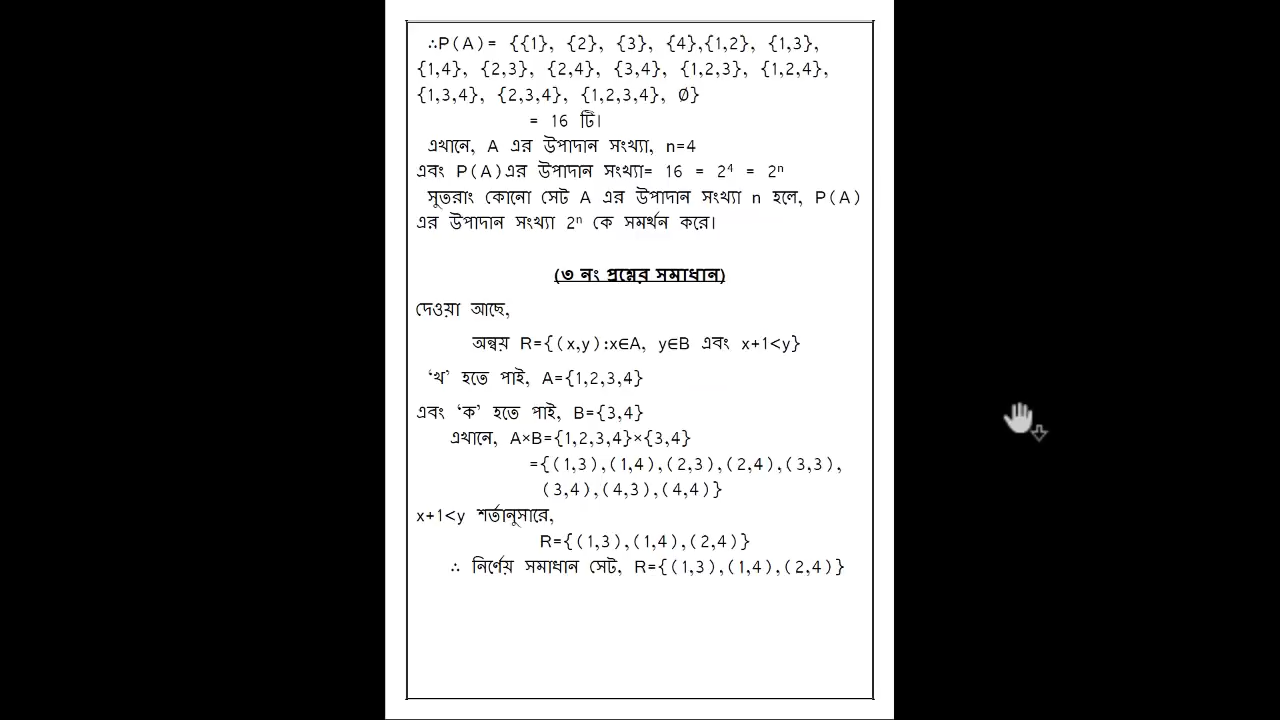 ∴P(A)= {{1}, {2}, {3}, {4},{1,2}, {1,3},
{1,4}, {2,3}, {2,4}, {3,4}, {1,2,3}, {1,2,4},
{1,3,4}, {2,3,4}, {1,2,3,4}, Ø}
= 16 টি।
এখানে, A এর উপাদান সংখ্যা, n=4
এবং P(A)এর উপাদান সংখ্যা= 16 = 2⁴ = 2ⁿ
সুতরাং কোনো সেট A এর উপাদান সংখ্যা n হলে, P(A)
এর উপাদান সংখ্যা 2ⁿ কে সমর্থন করে।
(৩ নং প্রশ্নের সমাধান)
দেওয়া আছে,
অন্বয় R={(x,y):x∈A, y∈B এবং x+1<y}
‘খ’ হতে পাই, A={1,2,3,4}
এবং ‘ক’ হতে পাই, B={3,4}
এখানে, A×B={1,2,3,4}×{3,4}
={(1,3),(1,4),(2,3),(2,4),(3,3),
(3,4),(4,3),(4,4)}
x+1<y শর্তানুসারে,
R={(1,3),(1,4),(2,4)}
∴ নির্ণেয় সমাধান সেট, R={(1,3),(1,4),(2,4)}